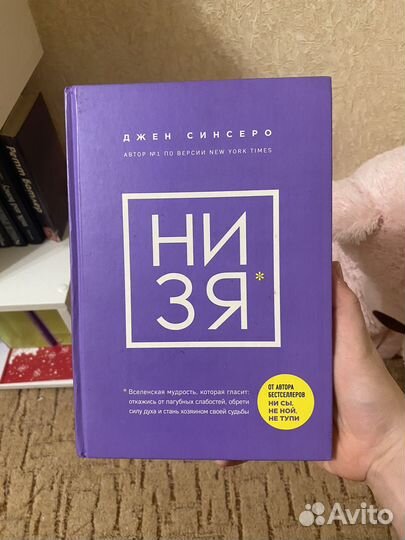 ДЖЕН СИНСЕРО
АВТОР №1 ПО ВЕРСИИ NEW YORK TIMES
НИ
ЗЯ*
* Вселенская мудрость, которая гласит:
откажись от пагубных слабостей, обрети
силу духа и стань хозяином своей судьбы
ОТ АВТОРА
БЕСТСЕЛЛЕРОВ
НИ СЫ,
НЕ НОЙ,
НЕ ТУПИ
Avito